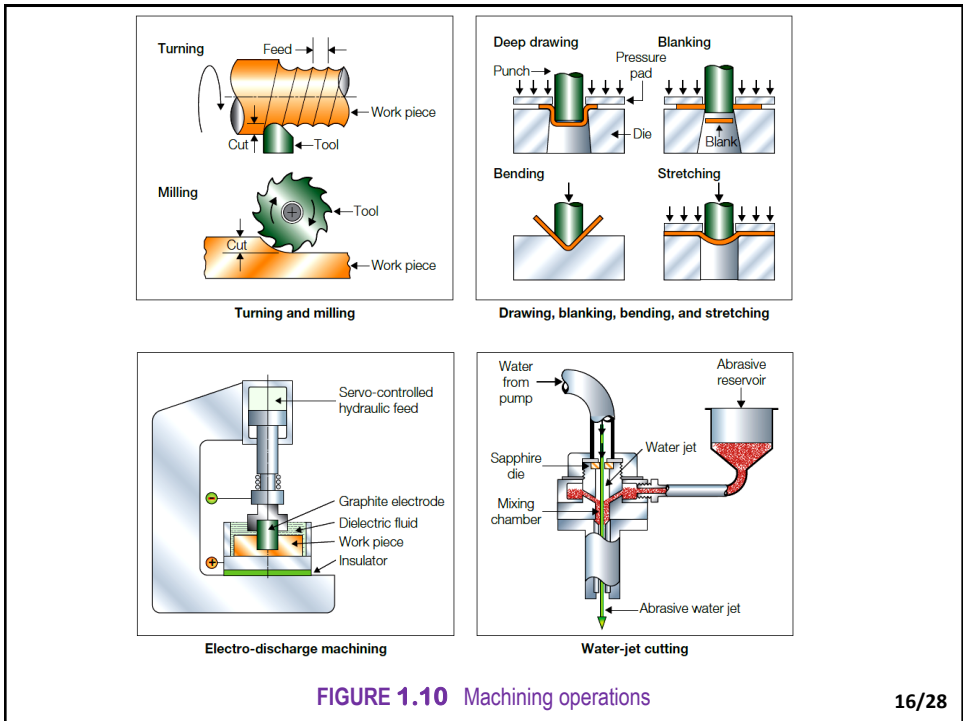 Turning
Feed
Work piece
Cut
Tool
Milling
Tool
Cut
Work piece
Turning and milling
Deep drawing
Blanking
Punch
Pressure
pad
Die
Blank
Bending
Stretching
Drawing, blanking, bending, and stretching
Servo-controlled
hydraulic feed
−
Graphite electrode
Dielectric fluid
Work piece
+
Insulator
Electro-discharge machining
Water
from
pump
Abrasive
reservoir
Water jet
Sapphire
die
Mixing
chamber
Abrasive water jet
Water-jet cutting
FIGURE 1.10 Machining operations
16/28